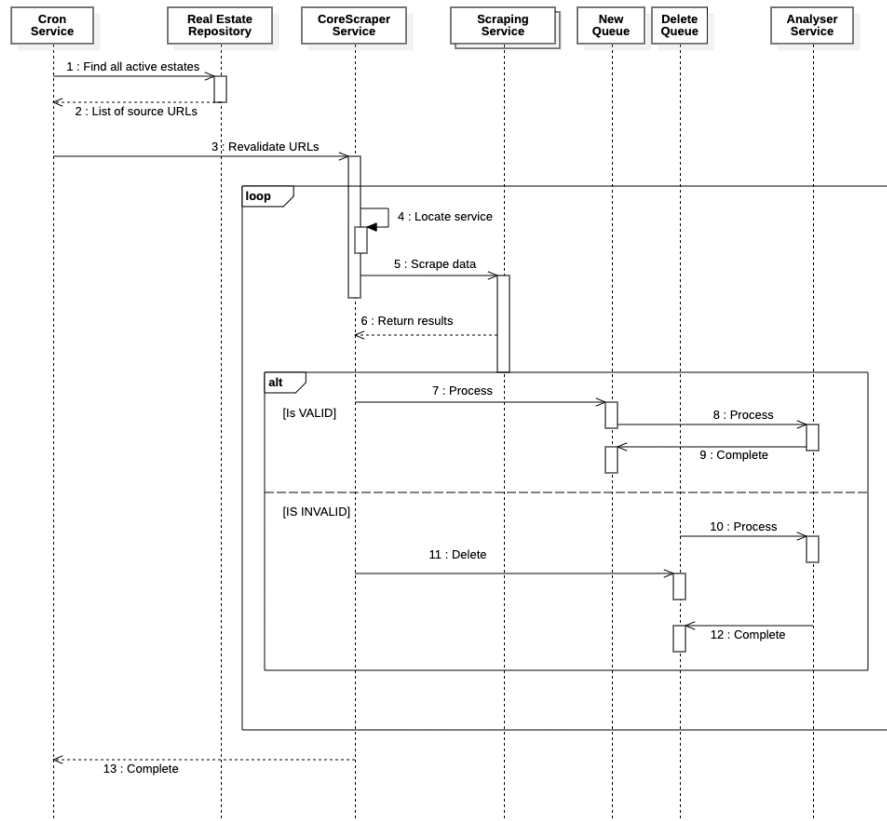 Cron
Service
Real Estate
Repository
CoreScraper
Service
Scraping
Service
New
Queue
Delete
Queue
Analyser
Service
1 : Find all active estates
2 : List of source URLs
3 : Revalidate URLs
loop
4 : Locate service
5 : Scrape data
6 : Return results
alt
7 : Process
[Is VALID]
8 : Process
9 : Complete
[IS INVALID]
10 : Process
11 : Delete
12 : Complete
13 : Complete